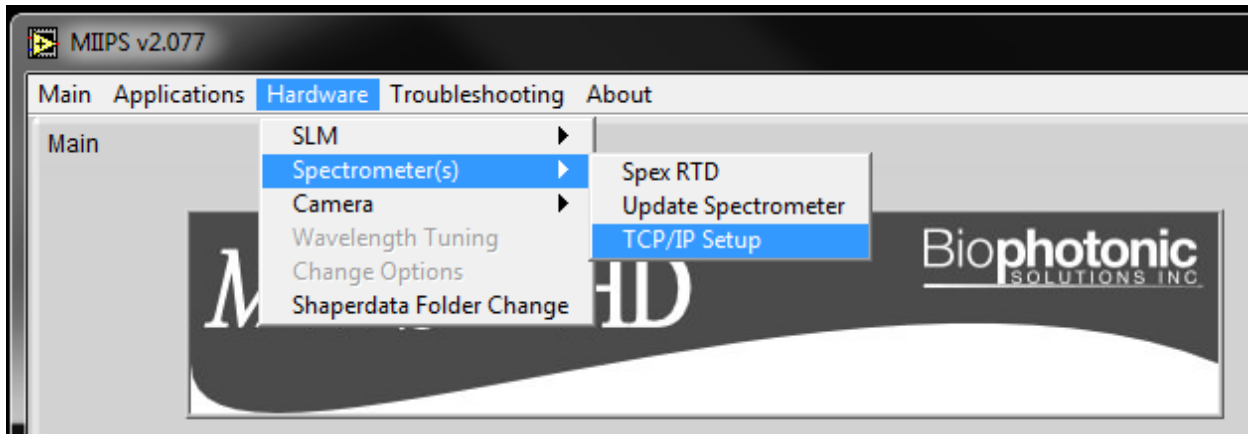 MIIPS v2.077
Main Applications Hardware Troubleshooting About
Main
SLM
Spectrometer(s)
Camera
Wavelength Tuning
Change Options
Shaperdata Folder Change
Spex RTD
Update Spectrometer
TCP/IP Setup
M HD
Biophotonic
SOLUTIONS INC